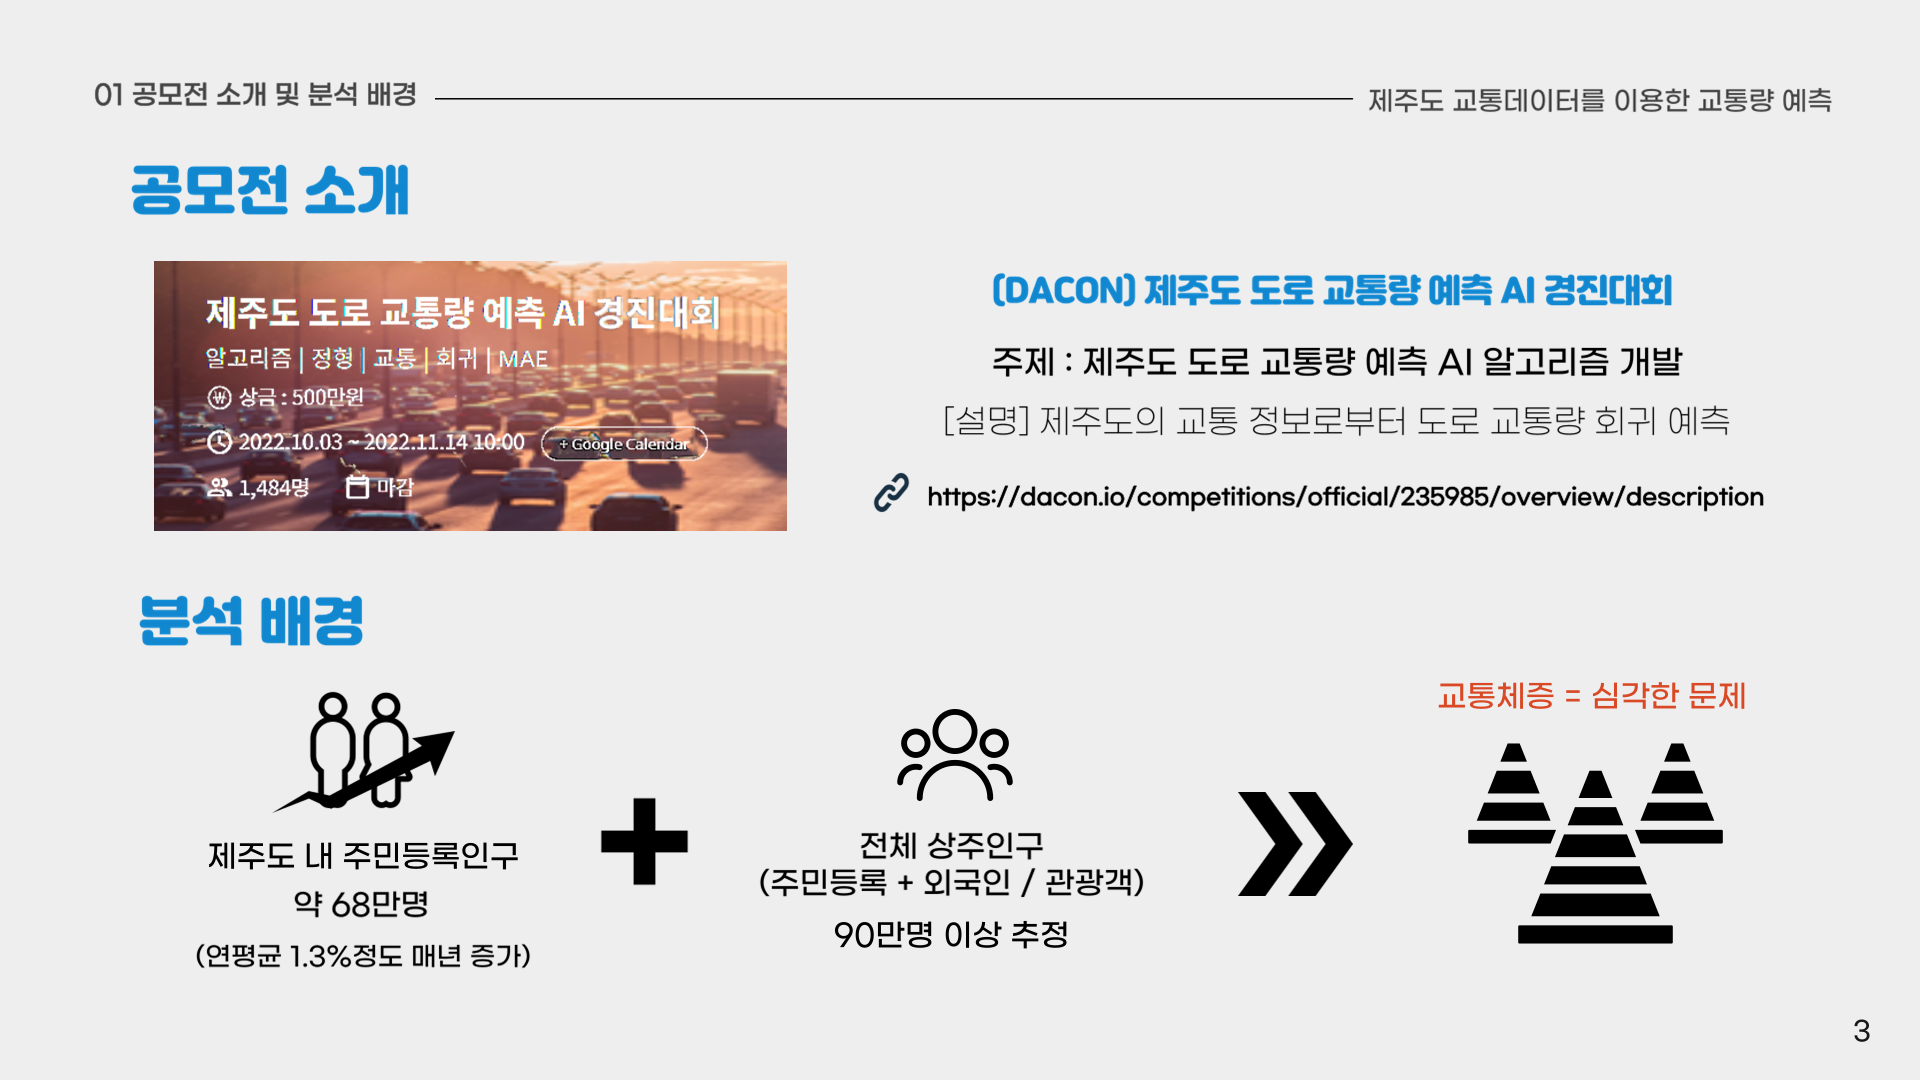 01 공모전 소개 및 분석 배경
제주도 교통데이터를 이용한 교통량 예측
공모전 소개
제주도 도로 교통량 예측 AI 경진대회
알고리즘 | 정형 | 교통 | 회귀 | MAE
상금 : 500만원
2022.10.03 ~ 2022.11.14 10:00 + Google Calendar
1,484명 마감
(DACON) 제주도 도로 교통량 예측 AI 경진대회
주제 : 제주도 도로 교통량 예측 AI 알고리즘 개발
[설명] 제주도의 교통 정보로부터 도로 교통량 회귀 예측
https://dacon.io/competitions/official/235985/overview/description
분석 배경
제주도 내 주민등록인구
약 68만명
(연평균 1.3%정도 매년 증가)
전체 상주인구
(주민등록 + 외국인 / 관광객)
90만명 이상 추정
교통체증 = 심각한 문제
3